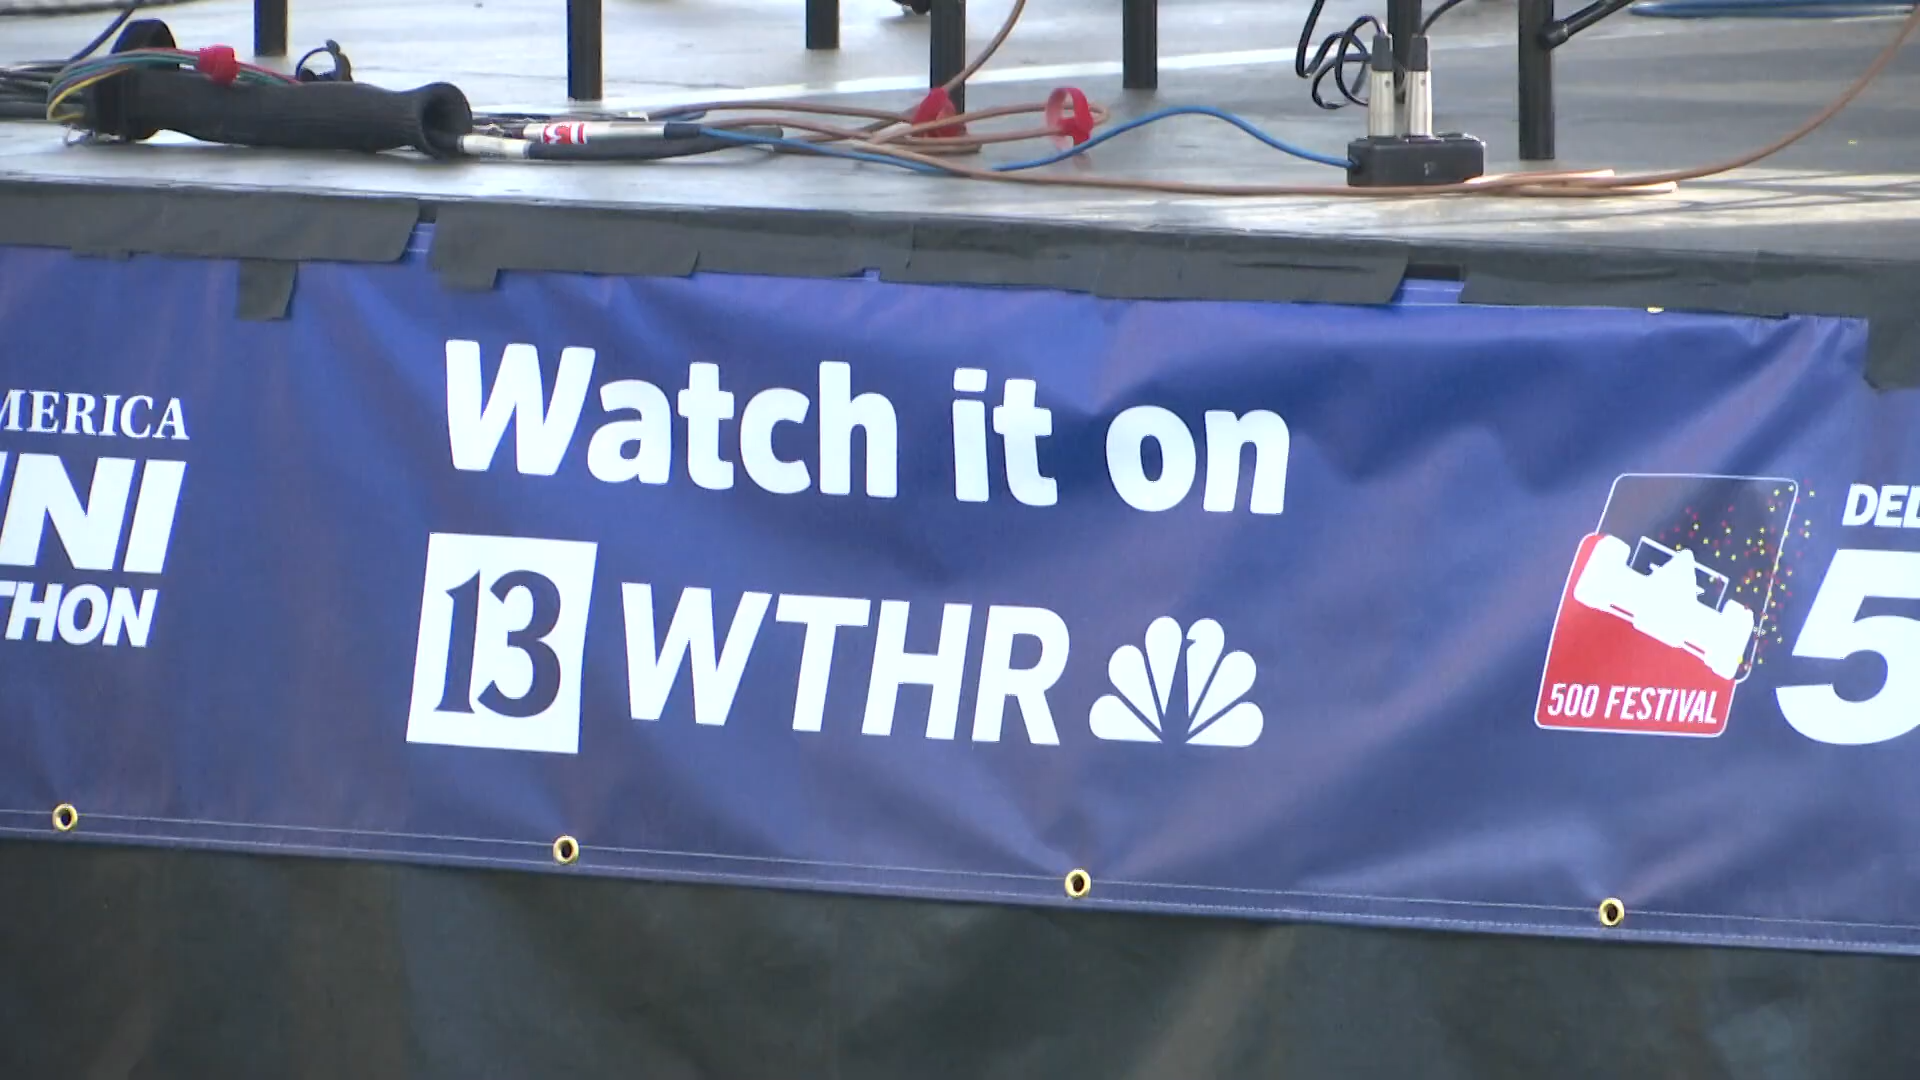 MERICA
NI
THON
Watch it on
13 WTHR
500 FESTIVAL
DEL
5